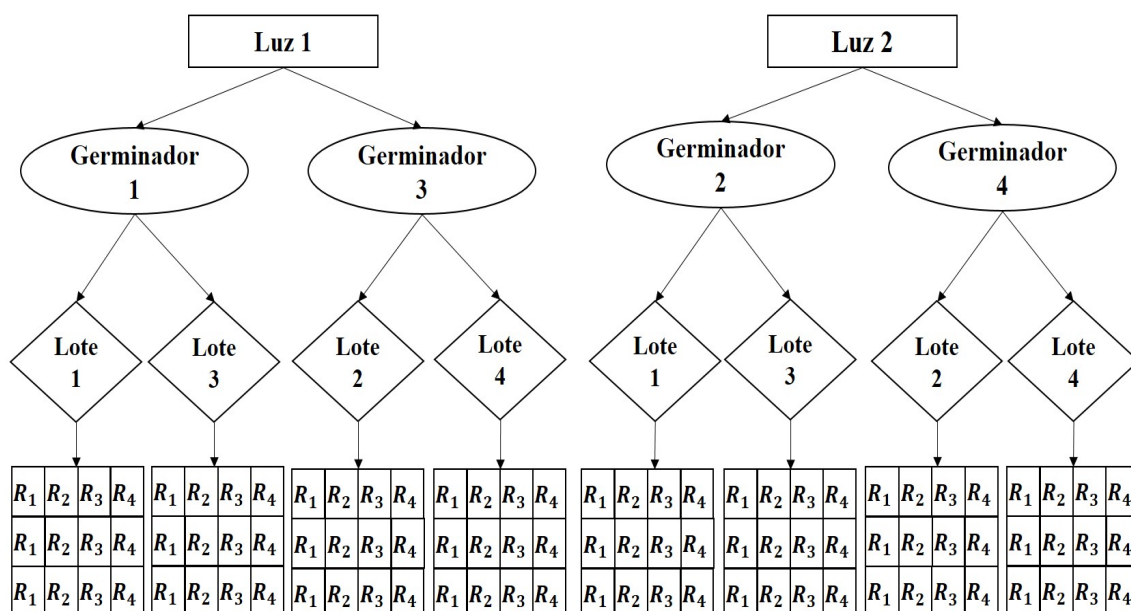 Luz 1
Luz 2
Germinador
1
Germinador
3
Germinador
2
Germinador
4
Lote
1
Lote
3
Lote
2
Lote
4
Lote
1
Lote
3
Lote
2
Lote
4
R₁ R₂ R₃ R₄ R₁ R₂ R₃ R₄ R₁ R₂ R₃ R₄ R₁ R₂ R₃ R₄ R₁ R₂ R₃ R₄ R₁ R₂ R₃ R₄ R₁ R₂ R₃ R₄ R₁ R₂ R₃ R₄
R₁ R₂ R₃ R₄ R₁ R₂ R₃ R₄ R₁ R₂ R₃ R₄ R₁ R₂ R₃ R₄ R₁ R₂ R₃ R₄ R₁ R₂ R₃ R₄ R₁ R₂ R₃ R₄ R₁ R₂ R₃ R₄
R₁ R₂ R₃ R₄ R₁ R₂ R₃ R₄ R₁ R₂ R₃ R₄ R₁ R₂ R₃ R₄ R₁ R₂ R₃ R₄ R₁ R₂ R₃ R₄ R₁ R₂ R₃ R₄ R₁ R₂ R₃ R₄